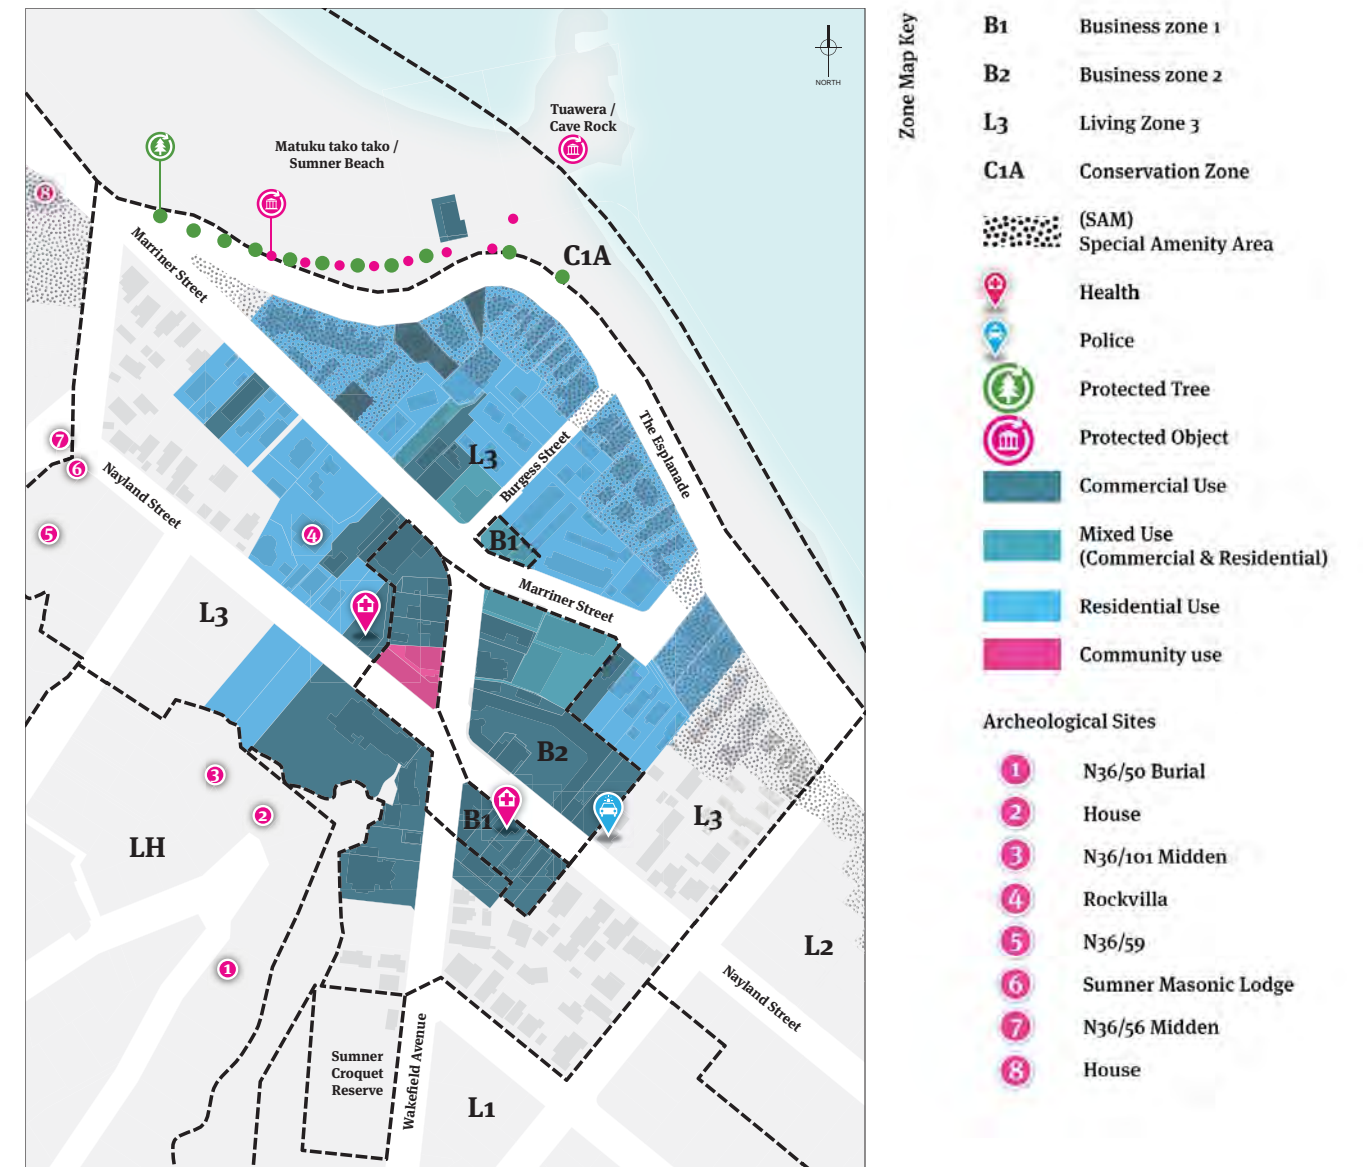 NORTH
Tuawera /
Cave Rock
Matuku tako tako /
Sumner Beach
8
C1A
Marriner Street
The Esplanade
L3
Burgess Street
7
6
Nayland Street
5
4
B1
Marriner Street
L3
B2
3
2
B1
L3
LH
L2
1
Nayland Street
Sumner
Croquet
Reserve
Wakefield Avenue
L1
Zone Map Key
B1 Business zone 1
B2 Business zone 2
L3 Living Zone 3
C1A Conservation Zone
(SAM)
Special Amenity Area
Health
Police
Protected Tree
Protected Object
Commercial Use
Mixed Use
(Commercial & Residential)
Residential Use
Community use
Archeological Sites
1 N36/50 Burial
2 House
3 N36/101 Midden
4 Rockvilla
5 N36/59
6 Sumner Masonic Lodge
7 N36/56 Midden
8 House